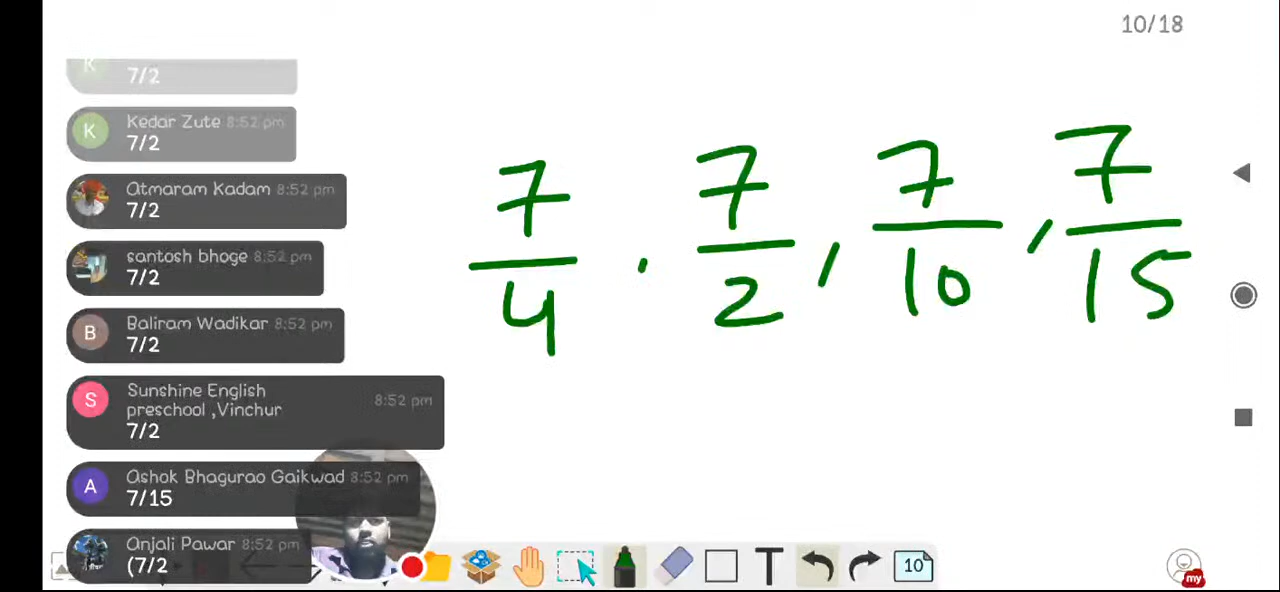 10/18
K
7/2
K Kedar Zute 8:52 pm
7/2
Atmaram Kadam 8:52 pm
7/2
santosh bhoge 8:52 pm
7/2
B Baliram Wadikar 8:52 pm
7/2
S Sunshine English
preschool ,Vinchur 8:52 pm
7/2
A Ashok Bhagurao Gaikwad 8:52 pm
7/15
Anjali Pawar 8:52 pm
(7/2
7/4 . 7/2 , 7/10 , 7/15
T 10 my